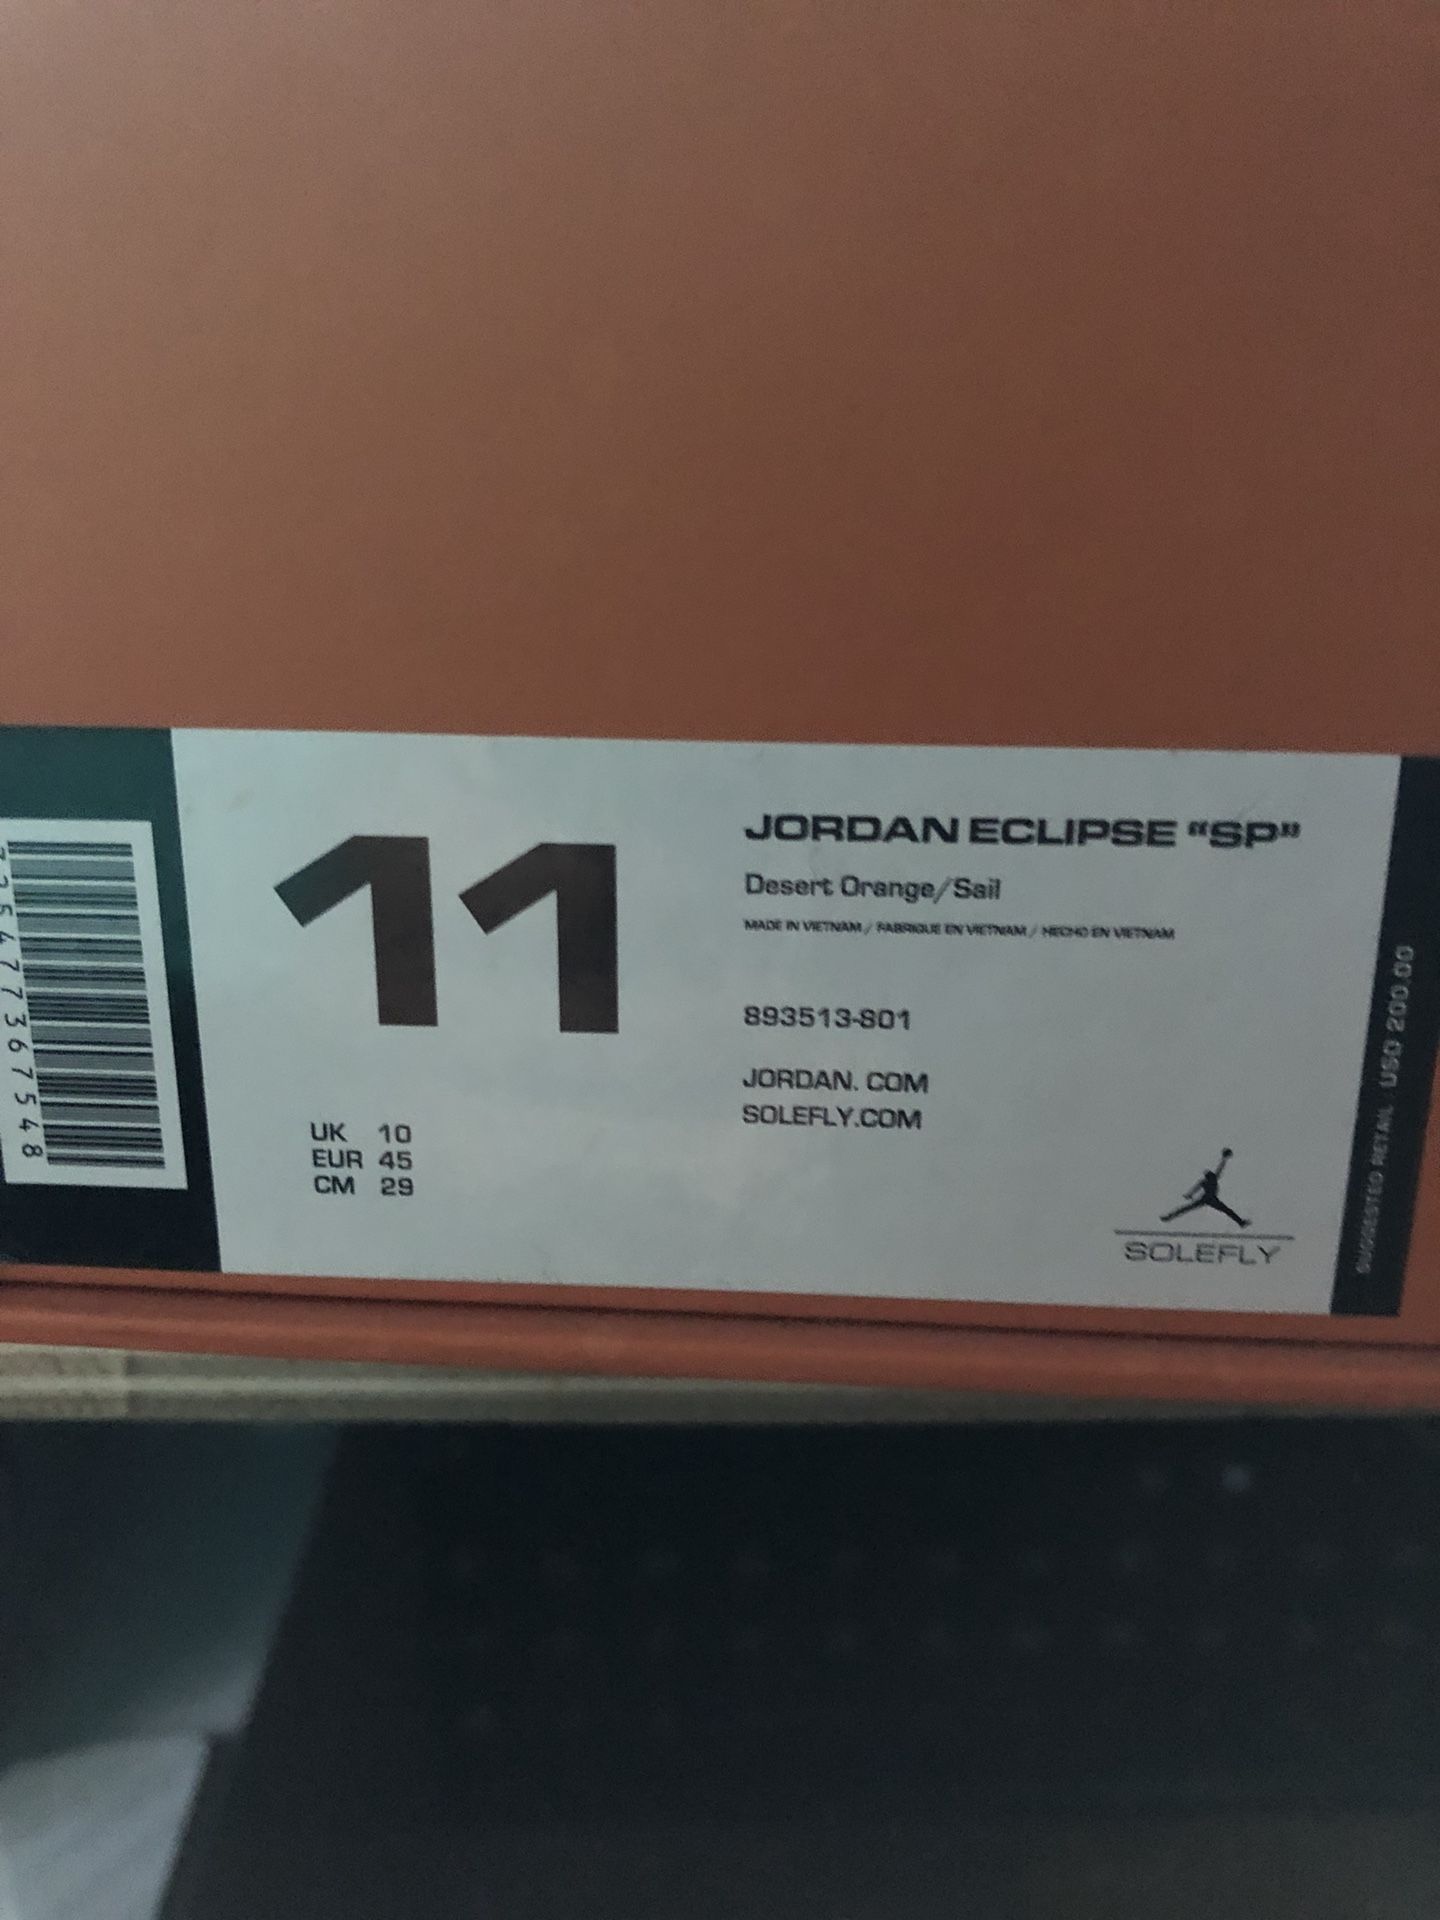 725477367548
11
UK 10
EUR 45
CM 29
JORDAN ECLIPSE “SP”
Desert Orange/Sail
MADE IN VIETNAM / FABRIQUE EN VIETNAM / HECHO EN VIETNAM
893513-801
JORDAN. COM
SOLEFLY.COM
SOLEFLY
SUGGESTED RETAIL : USD 200.00